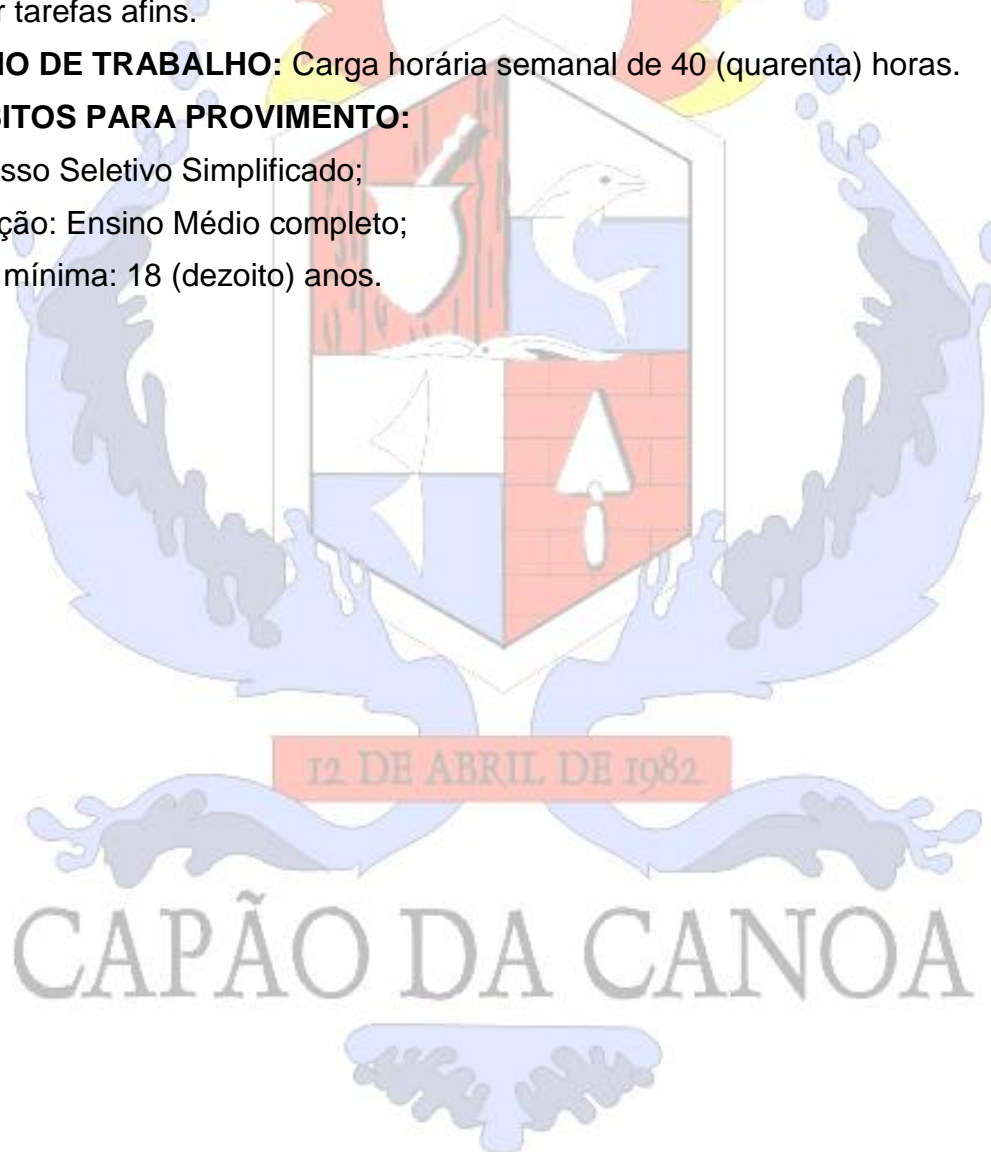 r tarefas afins.
IO DE TRABALHO: Carga horária semanal de 40 (quarenta) horas.
SITOS PARA PROVIMENTO:
sso Seletivo Simplificado;
ção: Ensino Médio completo;
mínima: 18 (dezoito) anos.
12 DE ABRIL DE 1982
CAPÃO DA CANOA